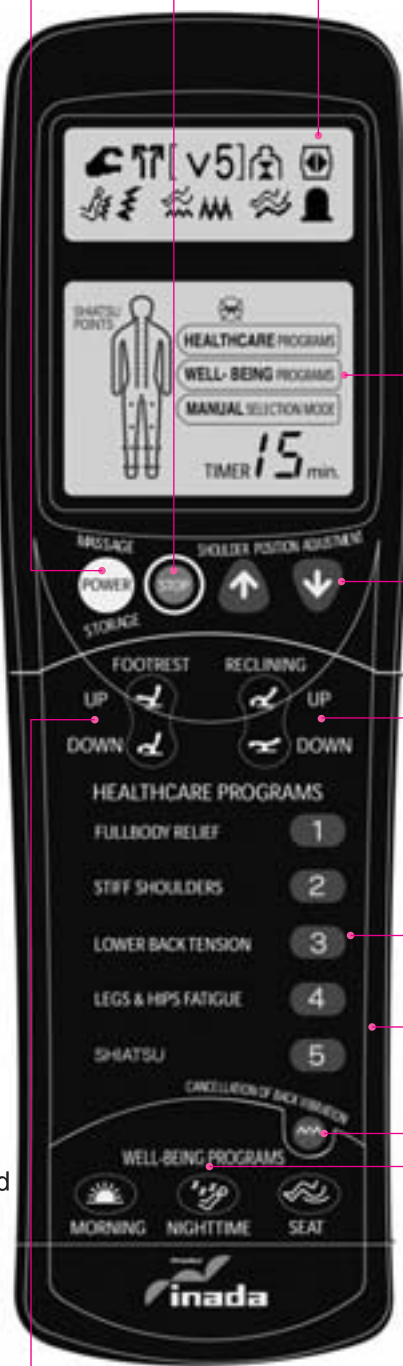 [v5]
SHIATSU
POINTS
HEALTHCARE PROGRAMS
WELL- BEING PROGRAMS
MANUAL SELECTION MODE
TIMER 15 min.
MASSAGE
SHOULDER POSITION ADJUSTMENT
POWER
STOP
STORAGE
FOOTREST
RECLINING
UP
UP
DOWN
DOWN
HEALTHCARE PROGRAMS
FULLBODY RELIEF 1
STIFF SHOULDERS 2
LOWER BACK TENSION 3
LEGS & HIPS FATIGUE 4
SHIATSU 5
CANCELLATION OF BACK VIBRATION
d
WELL-BEING PROGRAMS
MORNING NIGHTTIME SEAT
inada